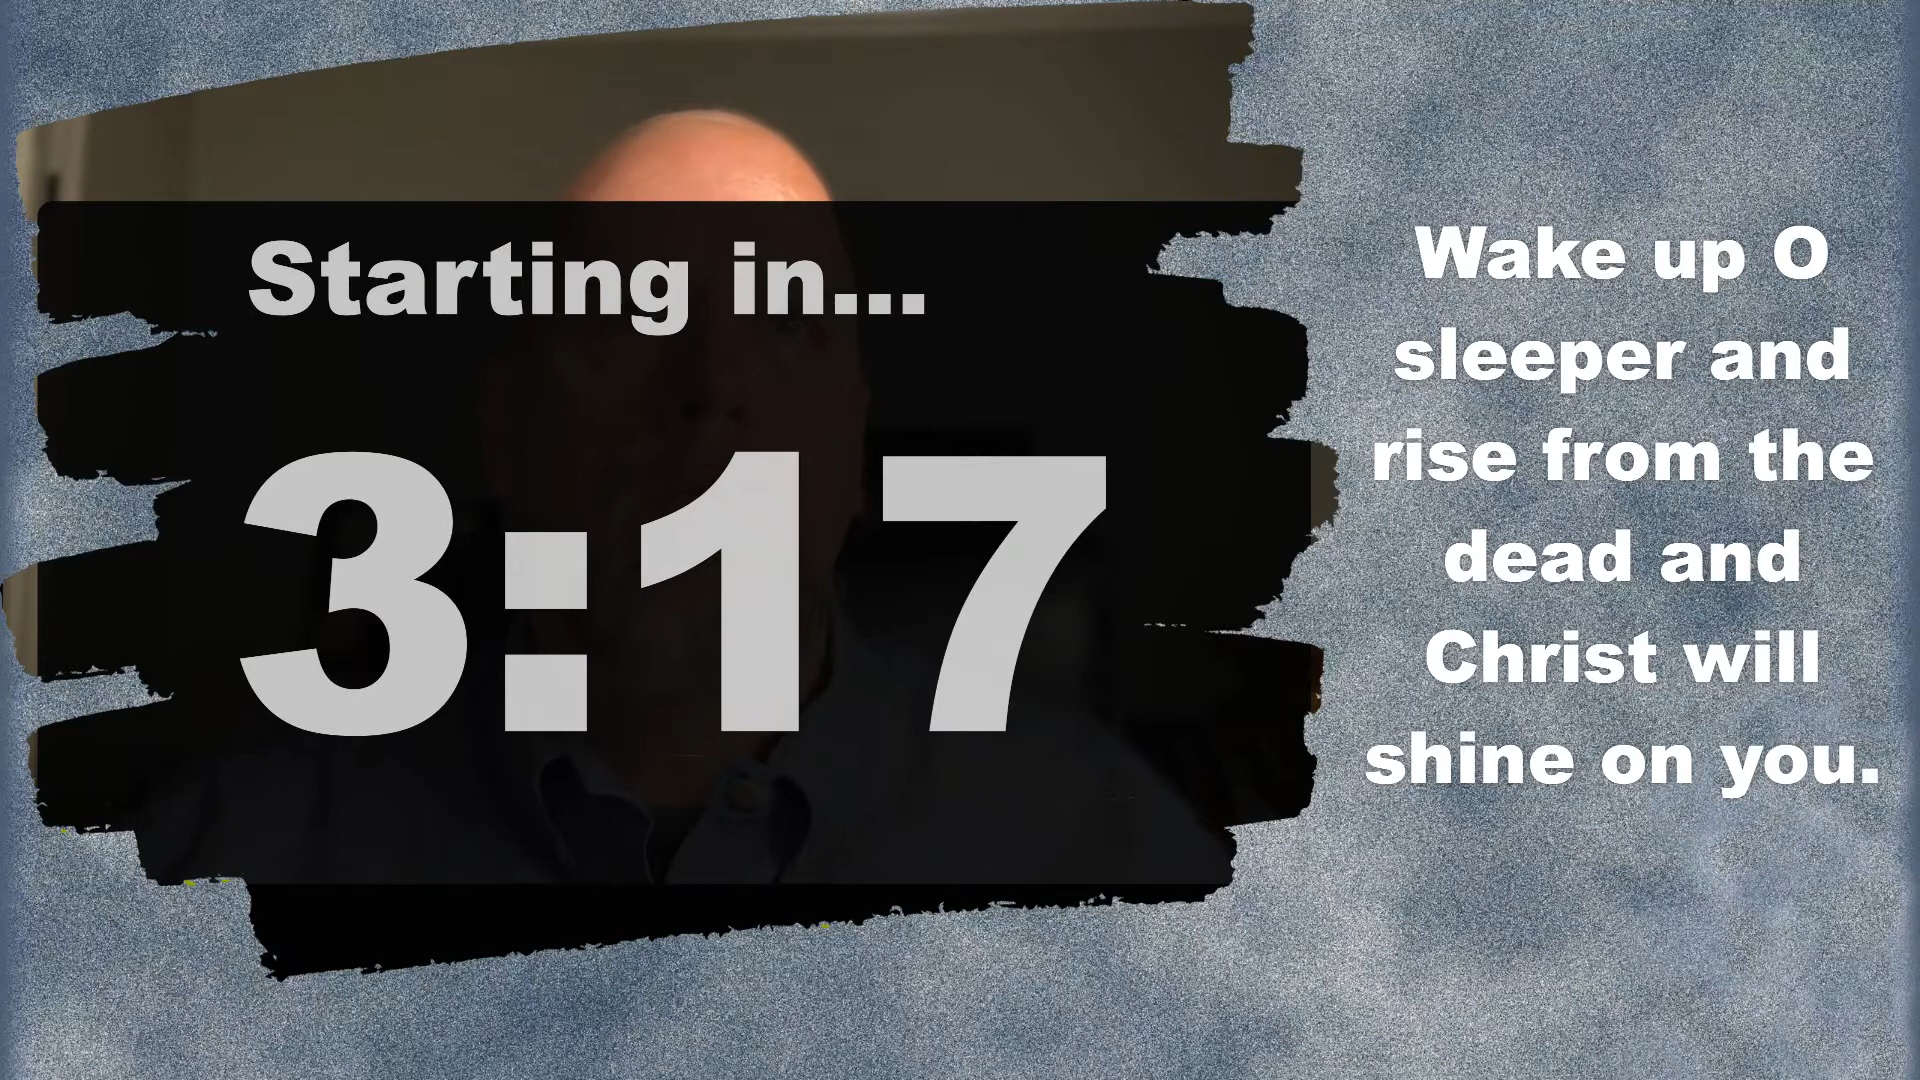 Starting in...
3:17
Wake up O
sleeper and
rise from the
dead and
Christ will
shine on you.